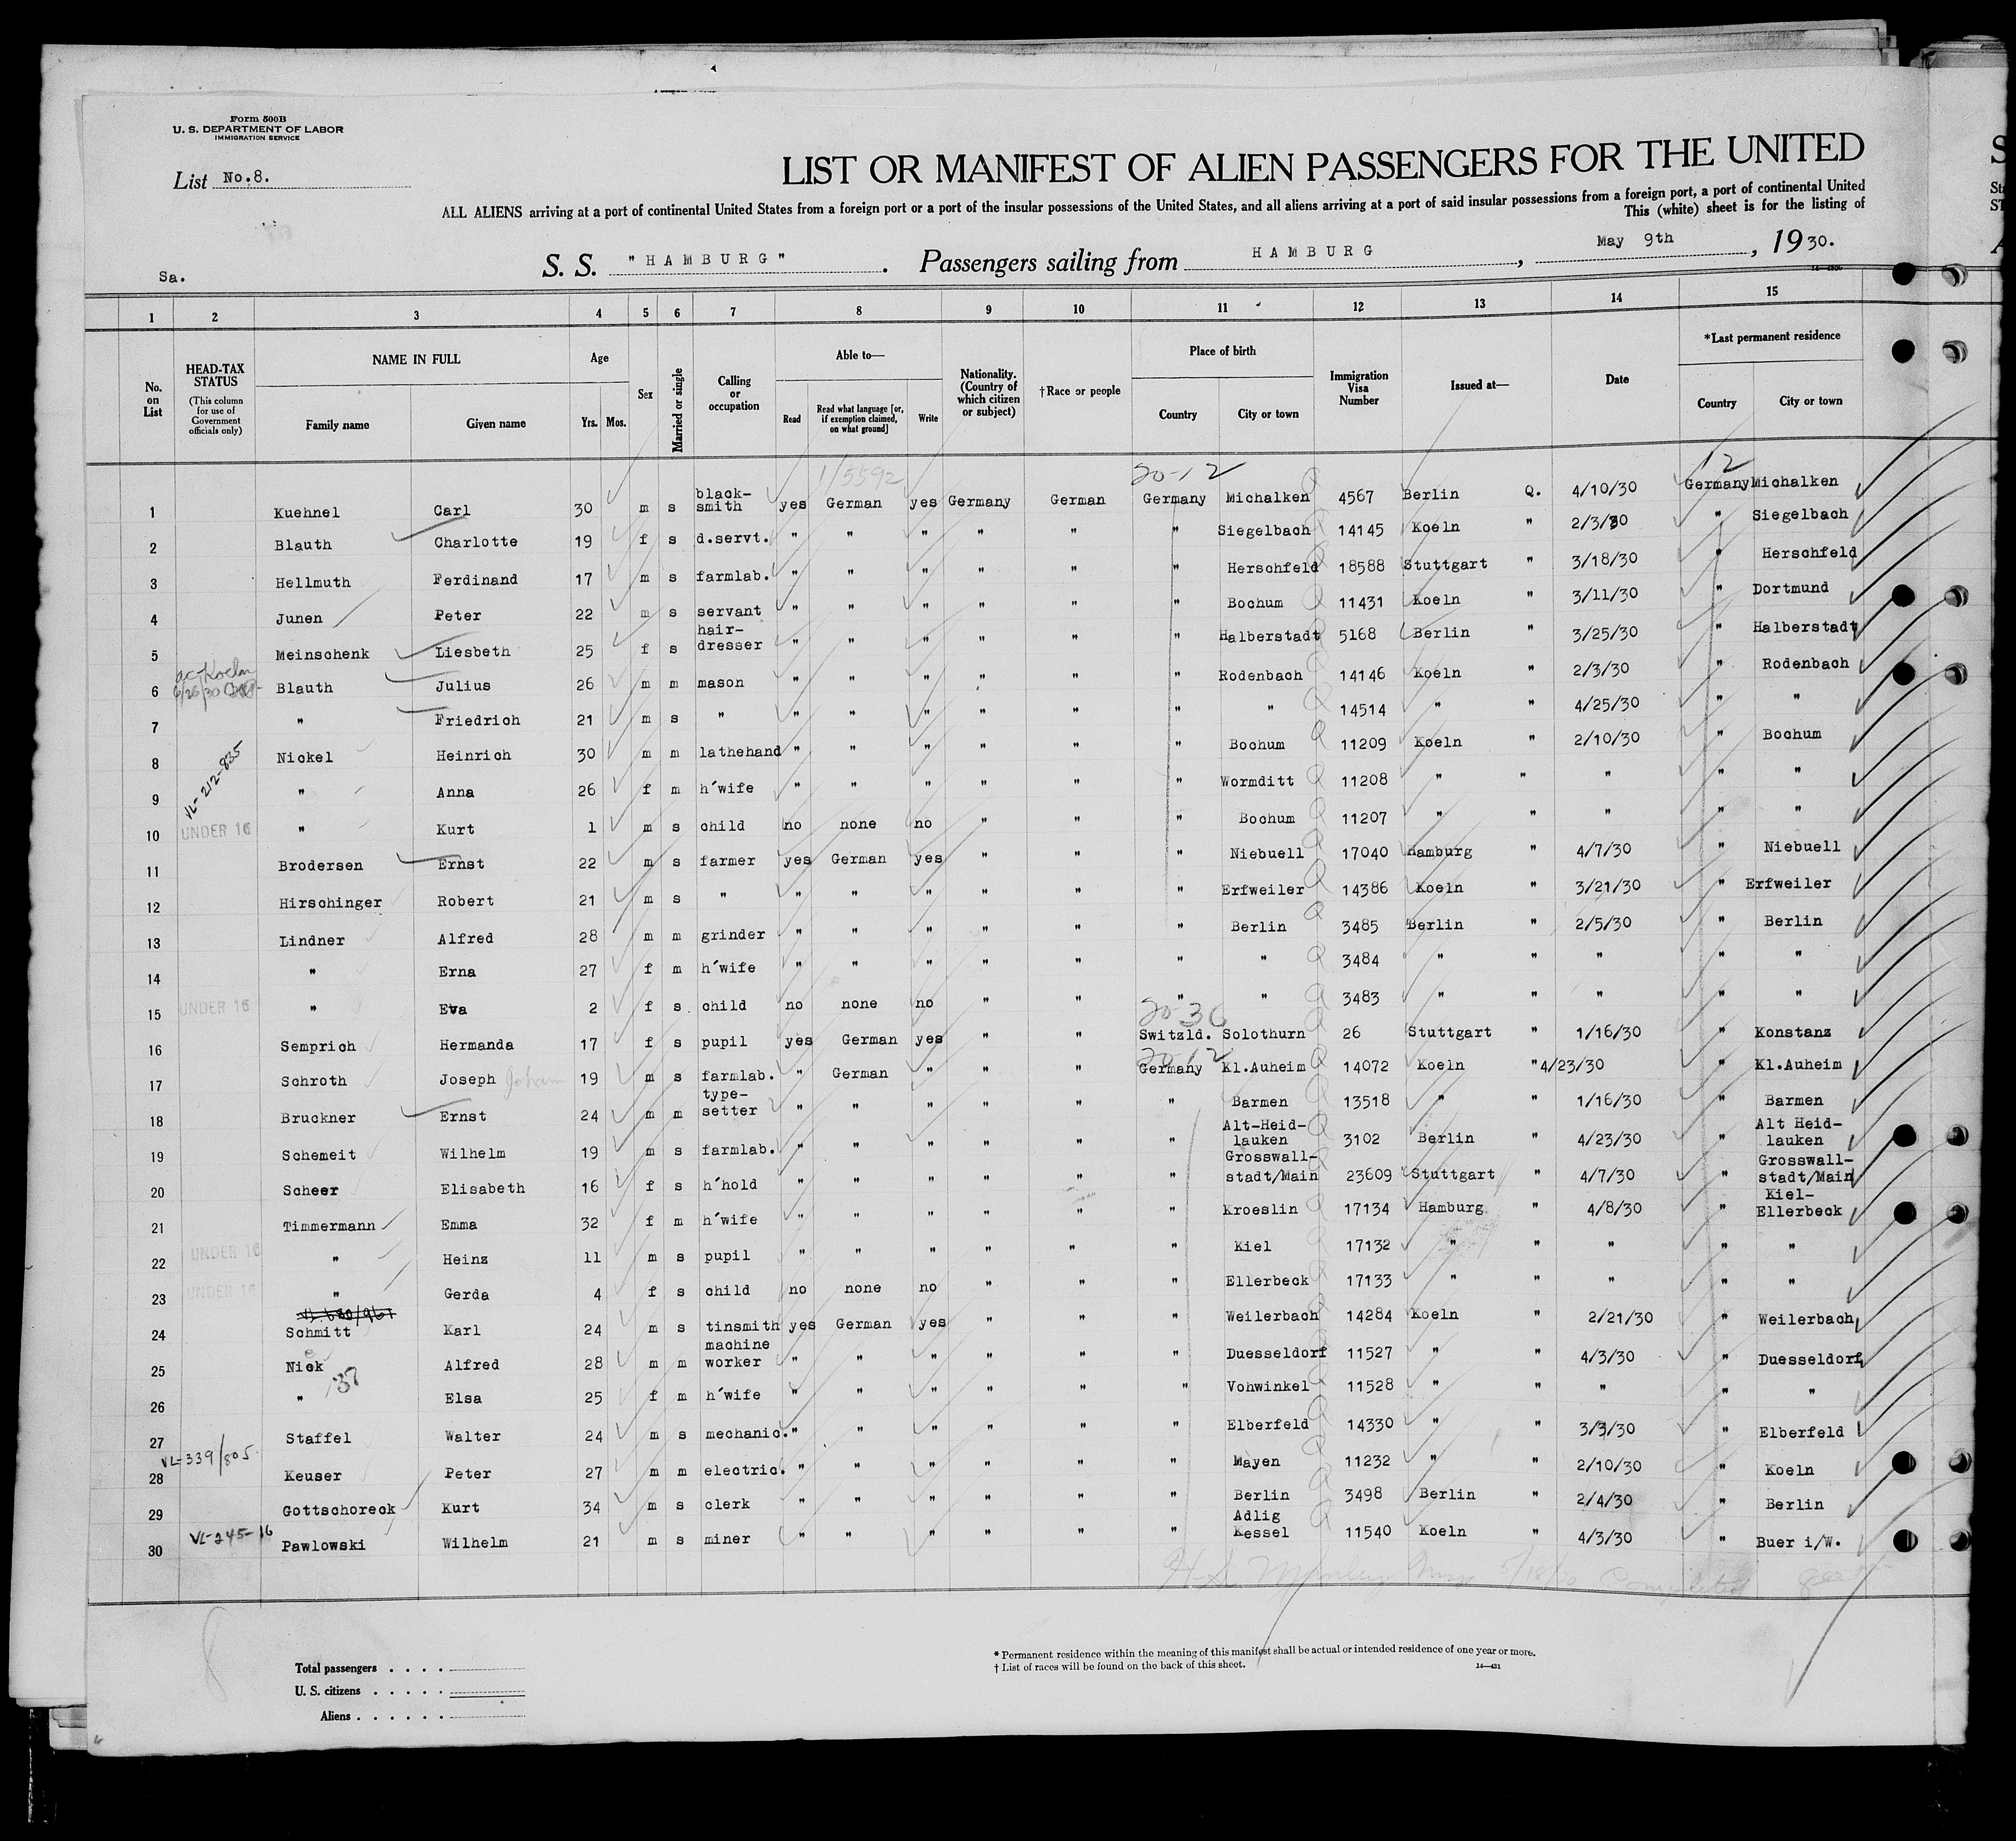 Form 500B
U. S. DEPARTMENT OF LABOR
IMMIGRATION SERVICE
List No.8.
LIST OR MANIFEST OF ALIEN PASSENGERS FOR THE UNITED
ALL ALIENS arriving at a port of continental United States from a foreign port or a port of the insular possessions of the United States, and all aliens arriving at a port of said insular possessions from a foreign port, a port of continental United
This (white) sheet is for the listing of
Sa.
S. S. "HAMBURG". Passengers sailing from HAMBURG, May 9th, 1930.
1 2 3 4 5 6 7 8 9 10 11 12 13 14 15
No. on List
HEAD-TAX STATUS (This column for use of Government officials only)
NAME IN FULL Family name Given name
Age Yrs. Mos.
Sex
Married or single
Calling or occupation
Able to— Read Read what language [or, if exemption claimed, on what ground] Write
Nationality. (Country of which citizen or subject)
†Race or people
Place of birth Country City or town
Immigration Visa Number
Issued at—
Date
*Last permanent residence Country City or town
1/5592 20-12 12
1 Kuehnel Carl 30 m s black-smith yes German yes Germany German Germany Michalken 4567 Berlin Q. 4/10/30 Germany Michalken
2 Blauth Charlotte 19 f s d.servt. " " " " " " Siegelbach 14145 Koeln " 2/3/30 " Siegelbach
3 Hellmuth Ferdinand 17 m s farmlab. " " " " " " Herschfeld 18588 Stuttgart " 3/18/30 " Herschfeld
4 Junen Peter 22 m s servant " " " " " " Bochum 11431 Koeln " 3/11/30 " Dortmund
5 Meinschenk Liesbeth 25 f s hair-dresser " " " " " " Halberstadt 5168 Berlin " 3/25/30 " Halberstadt
6 Blauth Julius 26 m m mason " " " " " " Rodenbach 14146 Koeln " 2/3/30 " Rodenbach
7 " Friedrich 21 m s " " " " " " " " 14514 " " 4/25/30 " "
VL-212-835
8 Nickel Heinrich 30 m m lathehand " " " " " " Bochum 11209 Koeln " 2/10/30 " Bochum
9 " Anna 26 f m h'wife " " " " " " Wormditt 11208 " " " " "
10 UNDER 16 " Kurt 1 m s child no none no " " " Bochum 11207 " " " " "
11 Brodersen Ernst 22 m s farmer yes German yes " " " Niebuell 17040 Hamburg " 4/7/30 " Niebuell
12 Hirschinger Robert 21 m s " " " " " " " Erfweiler 14386 Koeln " 3/21/30 " Erfweiler
13 Lindner Alfred 28 m m grinder " " " " " " Berlin 3485 Berlin " 2/5/30 " Berlin
14 " Erna 27 f m h'wife " " " " " " " 3484 " " " " "
15 UNDER 16 " Eva 2 f s child no none no " " " " 3483 " " " " "
20-36
16 Semprich Hermanda 17 f s pupil yes German yes " " Switzld. Solothurn 26 Stuttgart " 1/16/30 " Konstanz
20-12
17 Schroth Joseph 19 m s farmlab. " German " " " Germany Kl.Auheim 14072 Koeln " 4/23/30 " Kl.Auheim
18 Bruckner Ernst 24 m m type-setter " " " " " " Barmen 13518 " " 1/16/30 " Barmen
19 Schemeit Wilhelm 19 m s farmlab. " " " " " " Alt-Heid-lauken 3102 Berlin " 4/23/30 " Alt Heid-lauken
20 Scheer Elisabeth 16 f s h'hold " " " " " " Grosswall-stadt/Main 23609 Stuttgart " 4/7/30 " Grosswall-stadt/Main
21 Timmermann Emma 32 f m h'wife " " " " " " Kroeslin 17134 Hamburg " 4/8/30 " Kiel-Ellerbeck
22 UNDER 16 " Heinz 11 m s pupil " " " " " " Kiel 17132 " " " " "
23 UNDER 16 " Gerda 4 f s child no none no " " " Ellerbeck 17133 " " " " "
24 Schmitt Karl 24 m s tinsmith yes German yes " " " Weilerbach 14284 Koeln " 2/21/30 " Weilerbach
25 Nick Alfred 28 m m machine worker " " " " " " Duesseldorf 11527 " " 4/3/30 " Duesseldorf
26 " Elsa 25 f m h'wife " " " " " " Vohwinkel 11528 " " " " "
27 Staffel Walter 24 m s mechanic. " " " " " " Elberfeld 14330 " " 3/3/30 " Elberfeld
VL-339/805
28 Keuser Peter 27 m m electric. " " " " " " Mayen 11232 " " 2/10/30 " Koeln
29 Gottschoreck Kurt 34 m s clerk " " " " " " Berlin 3498 Berlin " 2/4/30 " Berlin
VL-245-16
30 Pawlowski Wilhelm 21 m s miner " " " " " " Adlig Kessel 11540 Koeln " 4/3/30 " Buer i/W.
Total passengers . . . .
U. S. citizens . . . . .
Aliens . . . . . .
* Permanent residence within the meaning of this manifest shall be actual or intended residence of one year or more.
† List of races will be found on the back of this sheet.
14—431